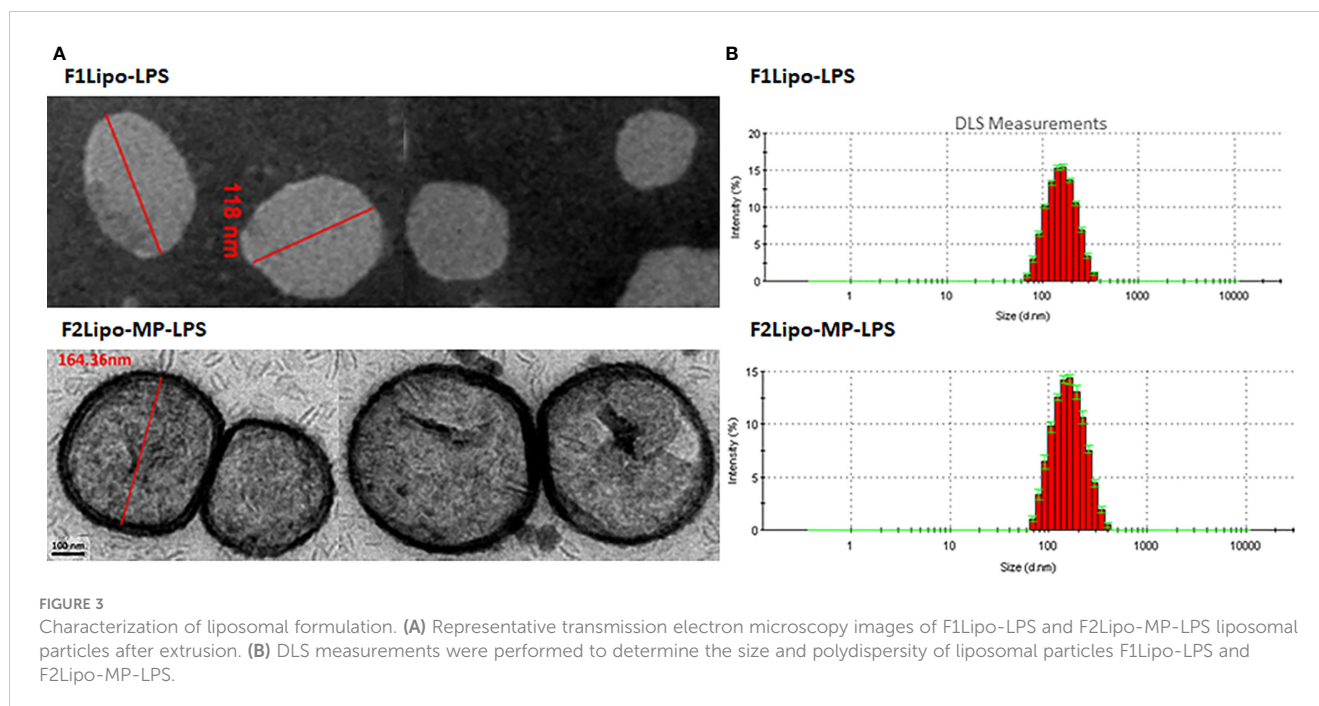 A
F1Lipo-LPS
118 nm
F2Lipo-MP-LPS
164.36nm
100 nm
B
F1Lipo-LPS
DLS Measurements
Intensity (%)
20
15
10
5
0
1 10 100 1000 10000
Size (d.nm)
F2Lipo-MP-LPS
Intensity (%)
15
10
5
0
1 10 100 1000 10000
Size (d.nm)
FIGURE 3
Characterization of liposomal formulation. (A) Representative transmission electron microscopy images of F1Lipo-LPS and F2Lipo-MP-LPS liposomal
particles after extrusion. (B) DLS measurements were performed to determine the size and polydispersity of liposomal particles F1Lipo-LPS and
F2Lipo-MP-LPS.